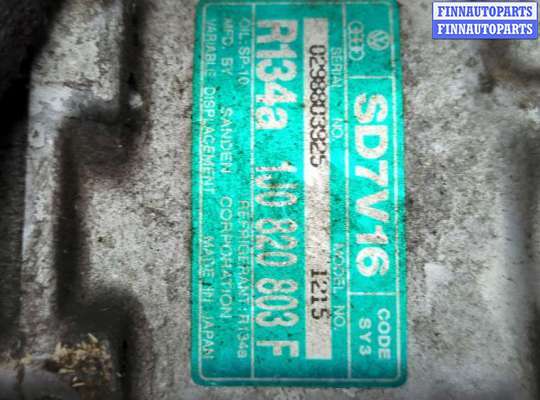 FINNAUTOPARTS
FINNAUTOPARTS
SD7V16
CODE
SY3
SERIAL NO.
MODEL NO.
0298803925
1215
R134a 1J0 820 803 F
OIL:SP-10
REFRIGERANT:R134a
MFD. BY SANDEN CORPORATION
VARIABLE DISPLACEMENT
MADE IN JAPAN